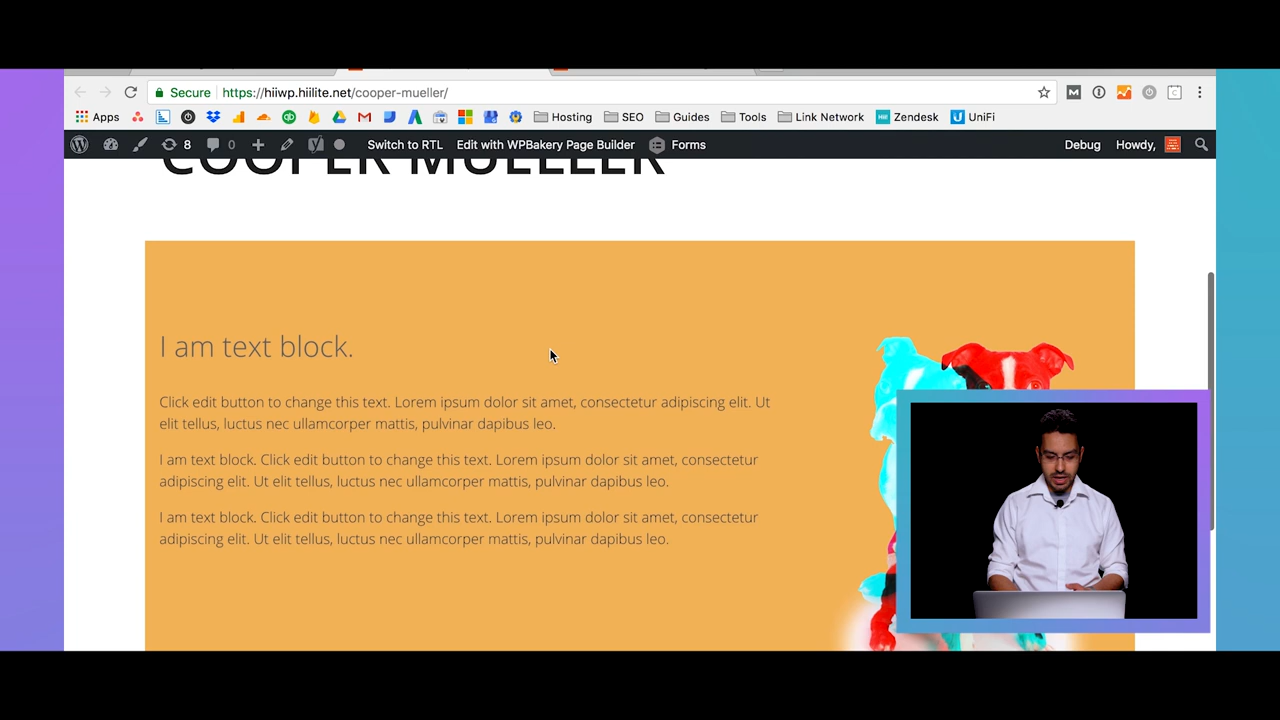 Secure https://hiiwp.hiilite.net/cooper-mueller/
Apps Hosting SEO Guides Tools Link Network Hii Zendesk U UniFi
8 0 Switch to RTL Edit with WPBakery Page Builder Forms Debug Howdy,
COOPER MUELLER
I am text block.
Click edit button to change this text. Lorem ipsum dolor sit amet, consectetur adipiscing elit. Ut
elit tellus, luctus nec ullamcorper mattis, pulvinar dapibus leo.
I am text block. Click edit button to change this text. Lorem ipsum dolor sit amet, consectetur
adipiscing elit. Ut elit tellus, luctus nec ullamcorper mattis, pulvinar dapibus leo.
I am text block. Click edit button to change this text. Lorem ipsum dolor sit amet, consectetur
adipiscing elit. Ut elit tellus, luctus nec ullamcorper mattis, pulvinar dapibus leo.